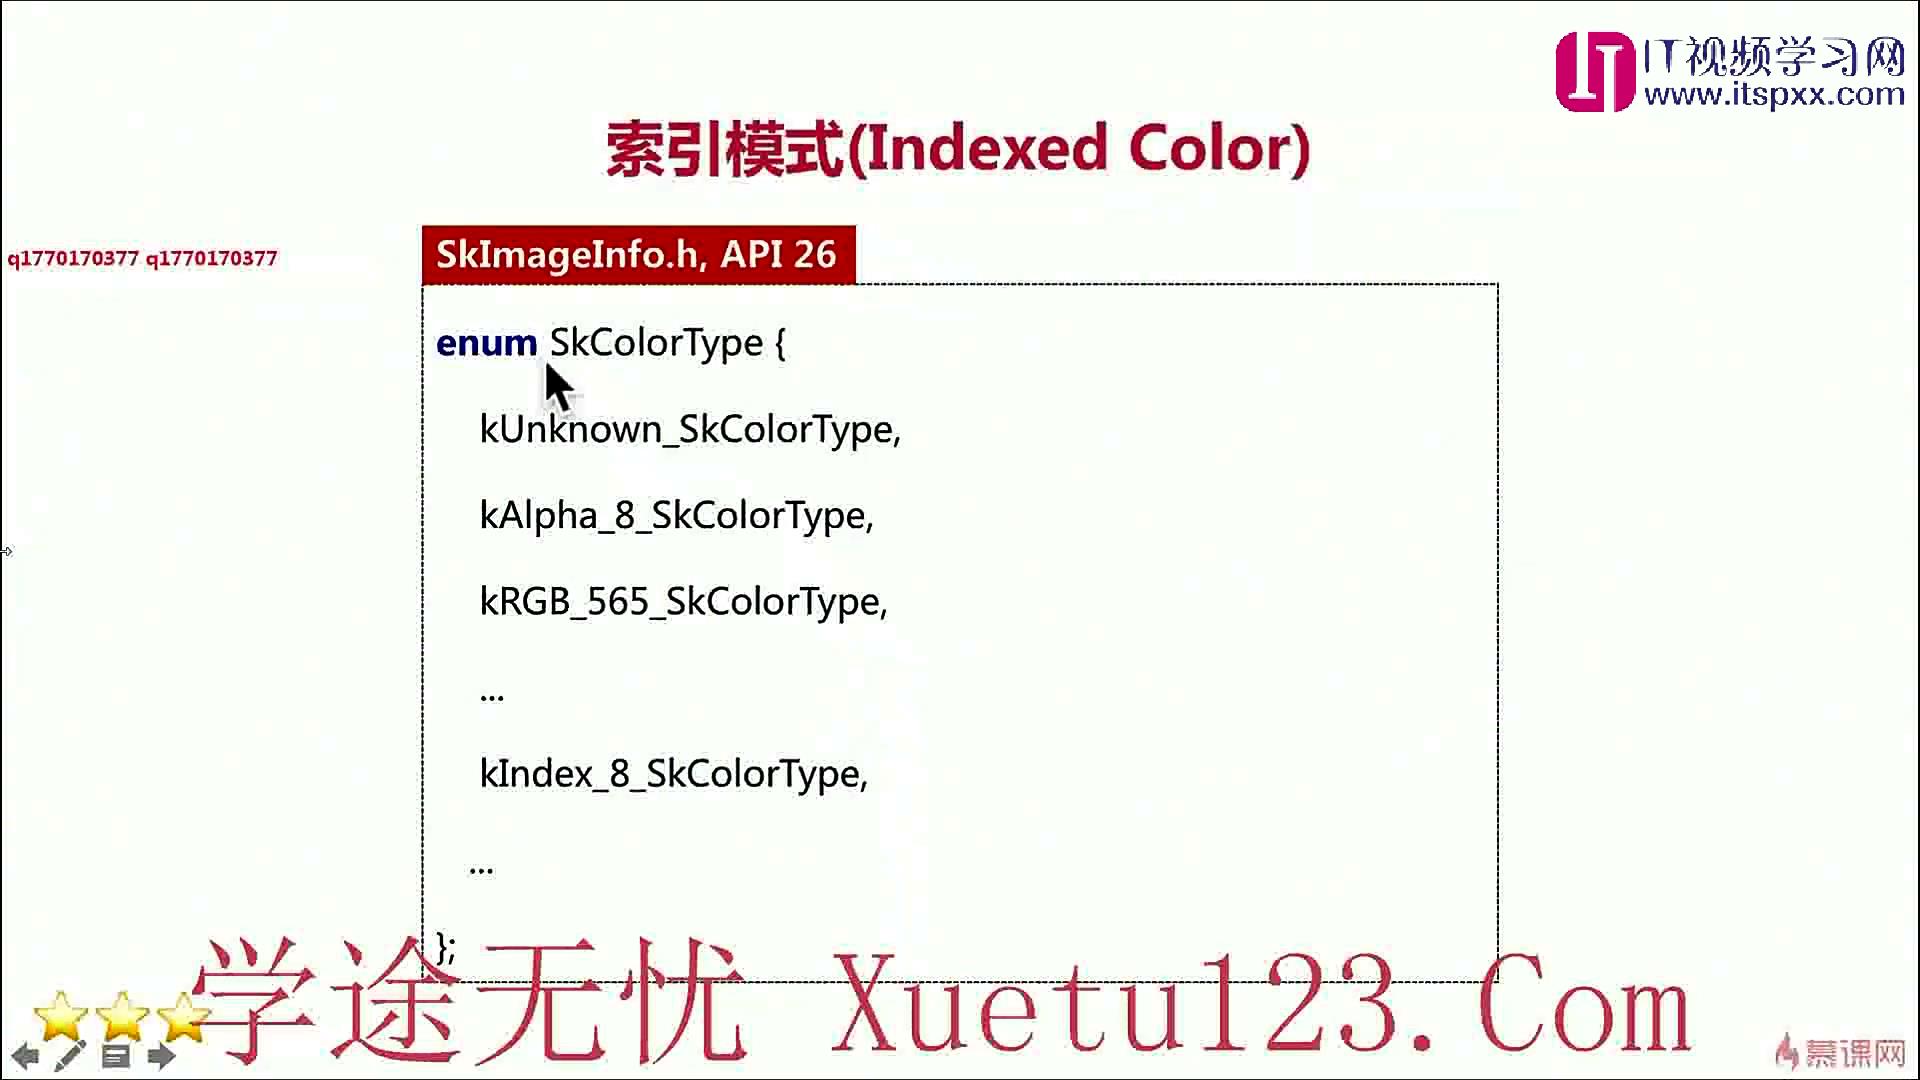 IT视频学习网
www.itspxx.com
索引模式(Indexed Color)
q1770170377 q1770170377
SkImageInfo.h, API 26
enum SkColorType {
kUnknown_SkColorType,
kAlpha_8_SkColorType,
kRGB_565_SkColorType,
...
kIndex_8_SkColorType,
...
};
学途无忧 Xuetu123.Com
慕课网